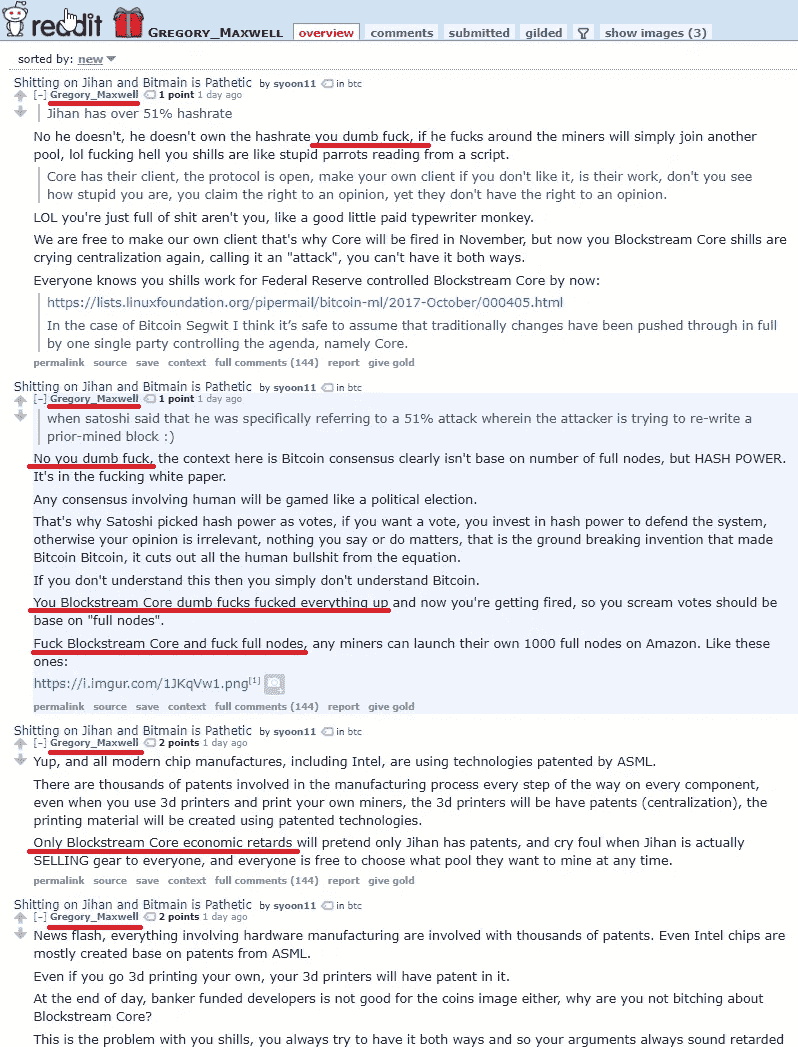 reddit GREGORY_MAXWELL overview comments submitted gilded show images (3)
sorted by: new
Shitting on Jihan and Bitmain is Pathetic by syoon11 in btc
[-] Gregory_Maxwell 1 point 1 day ago
Jihan has over 51% hashrate
No he doesn't, he doesn't own the hashrate you dumb fuck, if he fucks around the miners will simply join another
pool, lol fucking hell you shills are like stupid parrots reading from a script.
Core has their client, the protocol is open, make your own client if you don't like it, is their work, don't you see
how stupid you are, you claim the right to an opinion, yet they don't have the right to an opinion.
LOL you're just full of shit aren't you, like a good little paid typewriter monkey.
We are free to make our own client that's why Core will be fired in November, but now you Blockstream Core shills are
crying centralization again, calling it an "attack", you can't have it both ways.
Everyone knows you shills work for Federal Reserve controlled Blockstream Core by now:
https://lists.linuxfoundation.org/pipermail/bitcoin-ml/2017-October/000405.html
In the case of Bitcoin Segwit I think it's safe to assume that traditionally changes have been pushed through in full
by one single party controlling the agenda, namely Core.
permalink source save context full comments (144) report give gold
Shitting on Jihan and Bitmain is Pathetic by syoon11 in btc
[-] Gregory_Maxwell 1 point 1 day ago
when satoshi said that he was specifically referring to a 51% attack wherein the attacker is trying to re-write a
prior-mined block :)
No you dumb fuck, the context here is Bitcoin consensus clearly isn't base on number of full nodes, but HASH POWER.
It's in the fucking white paper.
Any consensus involving human will be gamed like a political election.
That's why Satoshi picked hash power as votes, if you want a vote, you invest in hash power to defend the system,
otherwise your opinion is irrelevant, nothing you say or do matters, that is the ground breaking invention that made
Bitcoin Bitcoin, it cuts out all the human bullshit from the equation.
If you don't understand this then you simply don't understand Bitcoin.
You Blockstream Core dumb fucks fucked everything up and now you're getting fired, so you scream votes should be
base on "full nodes".
Fuck Blockstream Core and fuck full nodes, any miners can launch their own 1000 full nodes on Amazon. Like these
ones:
https://i.imgur.com/1JKqVw1.png[1]
permalink source save context full comments (144) report give gold
Shitting on Jihan and Bitmain is Pathetic by syoon11 in btc
[-] Gregory_Maxwell 2 points 1 day ago
Yup, and all modern chip manufactures, including Intel, are using technologies patented by ASML.
There are thousands of patents involved in the manufacturing process every step of the way on every component,
even when you use 3d printers and print your own miners, the 3d printers will be have patents (centralization), the
printing material will be created using patented technologies.
Only Blockstream Core economic retards will pretend only Jihan has patents, and cry foul when Jihan is actually
SELLING gear to everyone, and everyone is free to choose what pool they want to mine at any time.
permalink source save context full comments (144) report give gold
Shitting on Jihan and Bitmain is Pathetic by syoon11 in btc
[-] Gregory_Maxwell 2 points 1 day ago
News flash, everything involving hardware manufacturing are involved with thousands of patents. Even Intel chips are
mostly created base on patents from ASML.
Even if you go 3d printing your own, your 3d printers will have patent in it.
At the end of day, banker funded developers is not good for the coins image either, why are you not bitching about
Blockstream Core?
This is the problem with you shills, you always try to have it both ways and so your arguments always sound retarded